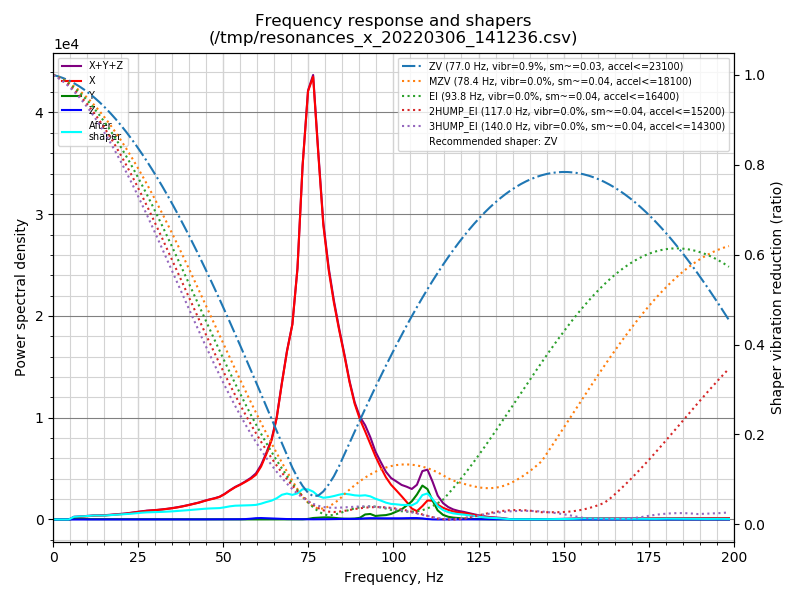 Frequency response and shapers
(/tmp/resonances_x_20220306_141236.csv)
1e4
X+Y+Z
X
Y
Z
After
shaper
ZV (77.0 Hz, vibr=0.9%, sm~=0.03, accel<=23100)
MZV (78.4 Hz, vibr=0.0%, sm~=0.04, accel<=18100)
EI (93.8 Hz, vibr=0.0%, sm~=0.04, accel<=16400)
2HUMP_EI (117.0 Hz, vibr=0.0%, sm~=0.04, accel<=15200)
3HUMP_EI (140.0 Hz, vibr=0.0%, sm~=0.04, accel<=14300)
Recommended shaper: ZV
Power spectral density
4
3
2
1
0
1.0
0.8
0.6
0.4
0.2
0.0
Shaper vibration reduction (ratio)
0 25 50 75 100 125 150 175 200
Frequency, Hz